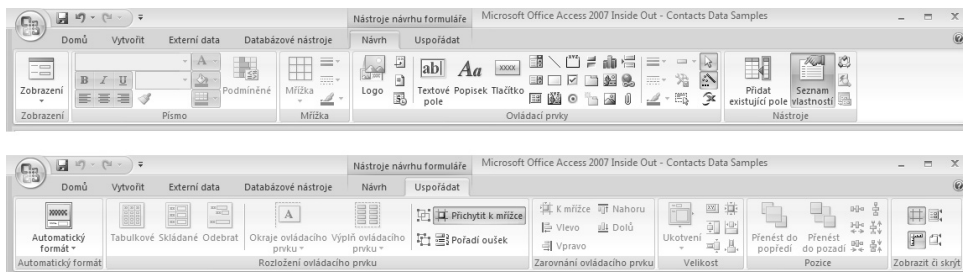 Nástroje návrhu formuláře Microsoft Office Access 2007 Inside Out - Contacts Data Samples
Domů Vytvořit Externí data Databázové nástroje Návrh Uspořádat
Zobrazení
B I U
A
Podmíněné
Mřížka
Logo
ab|
Textové pole
Aa
Popisek
xxxx
Tlačítko
Přidat existující pole
Seznam vlastností
Zobrazení Písmo Mřížka Ovládací prvky Nástroje
Nástroje návrhu formuláře Microsoft Office Access 2007 Inside Out - Contacts Data Samples
Domů Vytvořit Externí data Databázové nástroje Návrh Uspořádat
Automatický formát
Tabulkové Skládané Odebrat
A
Okraje ovládacího prvku
Výplň ovládacího prvku
Přichytit k mřížce
Pořadí oušek
K mřížce Nahoru
Vlevo Dolů
Vpravo
Ukotvení
Přenést do popředí
Přenést do pozadí
Automatický formát Rozložení ovládacího prvku Zarovnání ovládacího prvku Velikost Pozice Zobrazit či skrýt